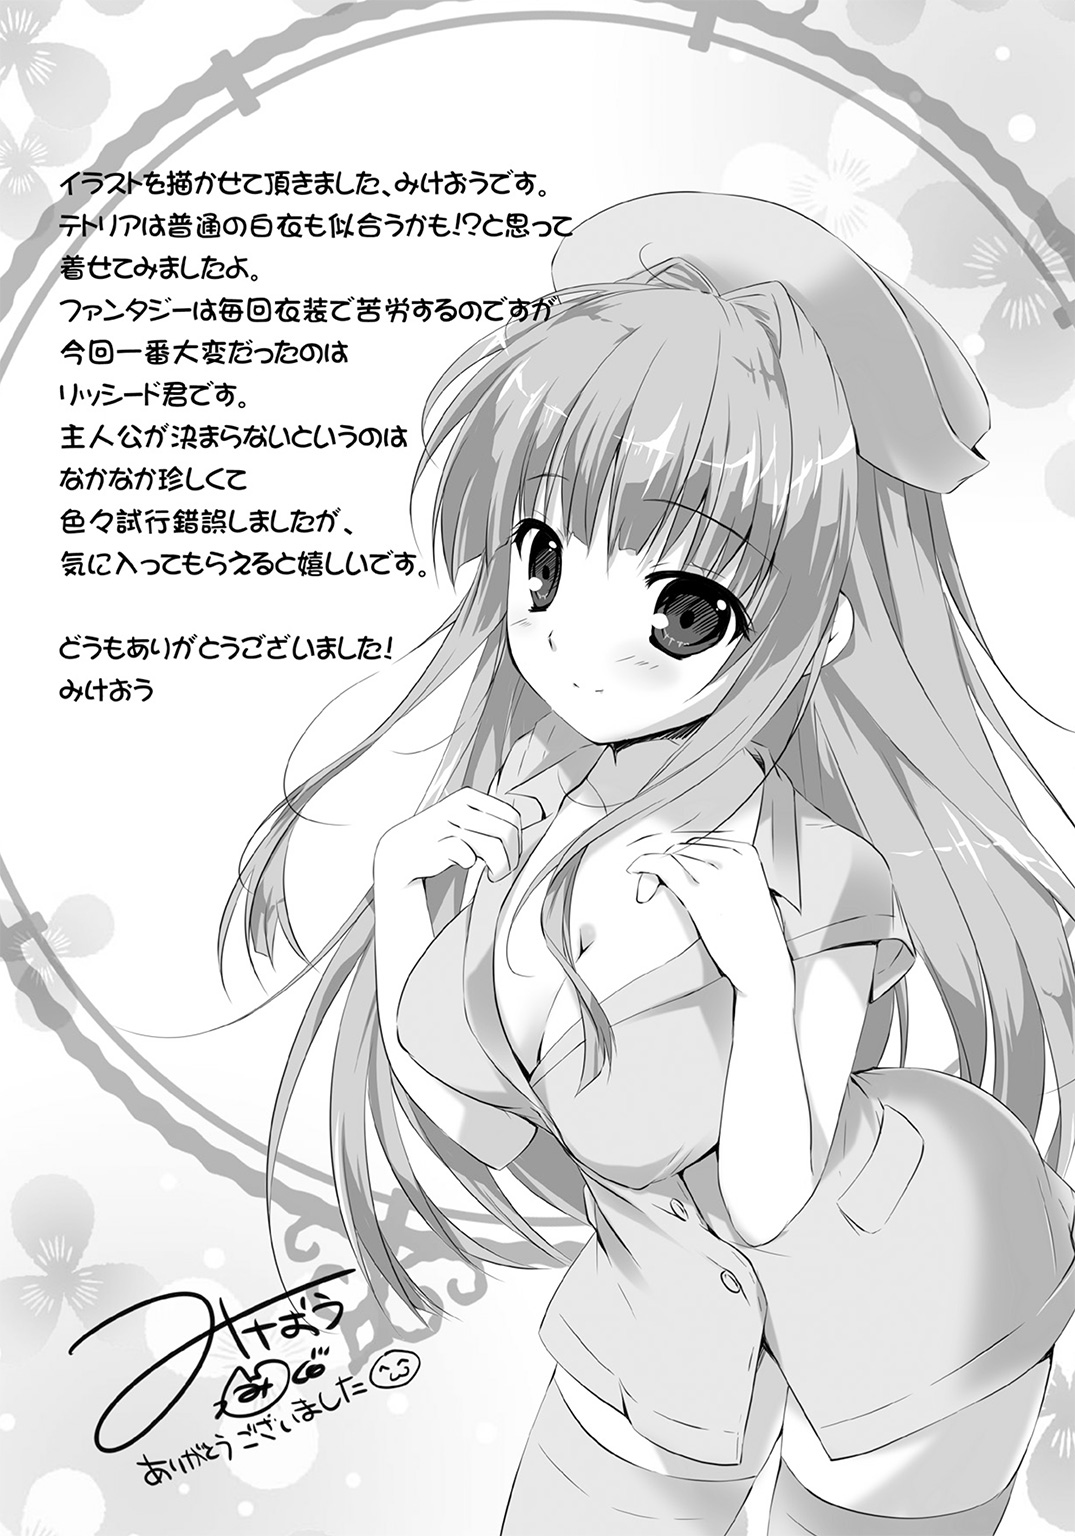 イラストを描かせて頂きました、みけおうです。
テトリアは普通の白衣も似合うかも!?と思って
着せてみましたよ。
ファンタジーは毎回衣装で苦労するのですが
今回一番大変だったのは
リッシード君です。
主人公が決まらないというのは
なかなか珍しくて
色々試行錯誤しましたが、
気に入ってもらえると嬉しいです。
どうもありがとうございました!
みけおう
みけおう
み
ありがとうございました